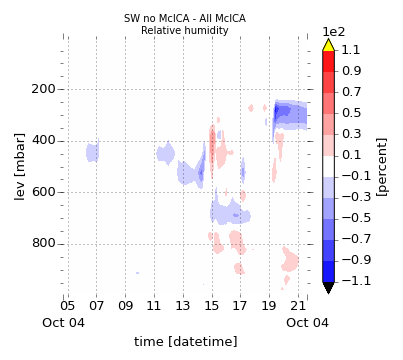 SW no McICA - All McICA
Relative humidity
1e2
1.1
0.9
0.7
0.5
0.3
0.1
−0.1
−0.3
−0.5
−0.7
−0.9
−1.1
[percent]
lev [mbar]
200
400
600
800
05 07 09 11 13 15 17 19 21
Oct 04 Oct 04
time [datetime]